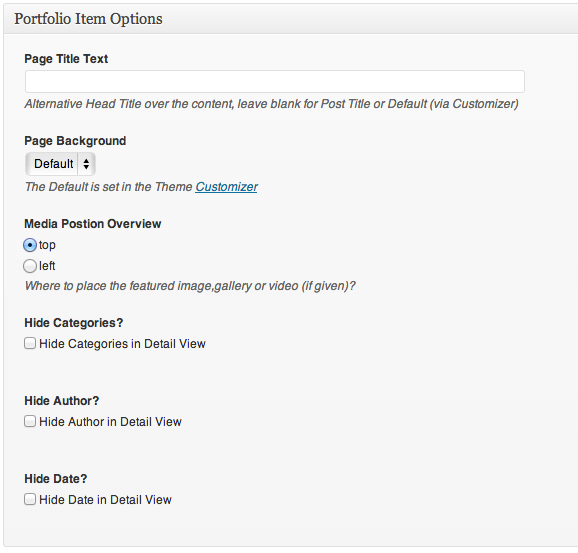 Portfolio Item Options
Page Title Text
Alternative Head Title over the content, leave blank for Post Title or Default (via Customizer)
Page Background
Default
The Default is set in the Theme Customizer
Media Postion Overview
top
left
Where to place the featured image,gallery or video (if given)?
Hide Categories?
Hide Categories in Detail View
Hide Author?
Hide Author in Detail View
Hide Date?
Hide Date in Detail View